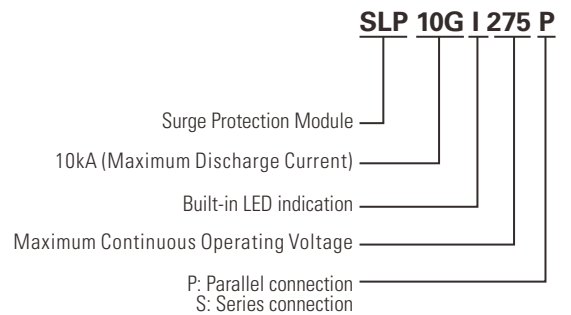 SLP 10G I 275 P
Surge Protection Module
10kA (Maximum Discharge Current)
Built-in LED indication
Maximum Continuous Operating Voltage
P: Parallel connection
S: Series connection